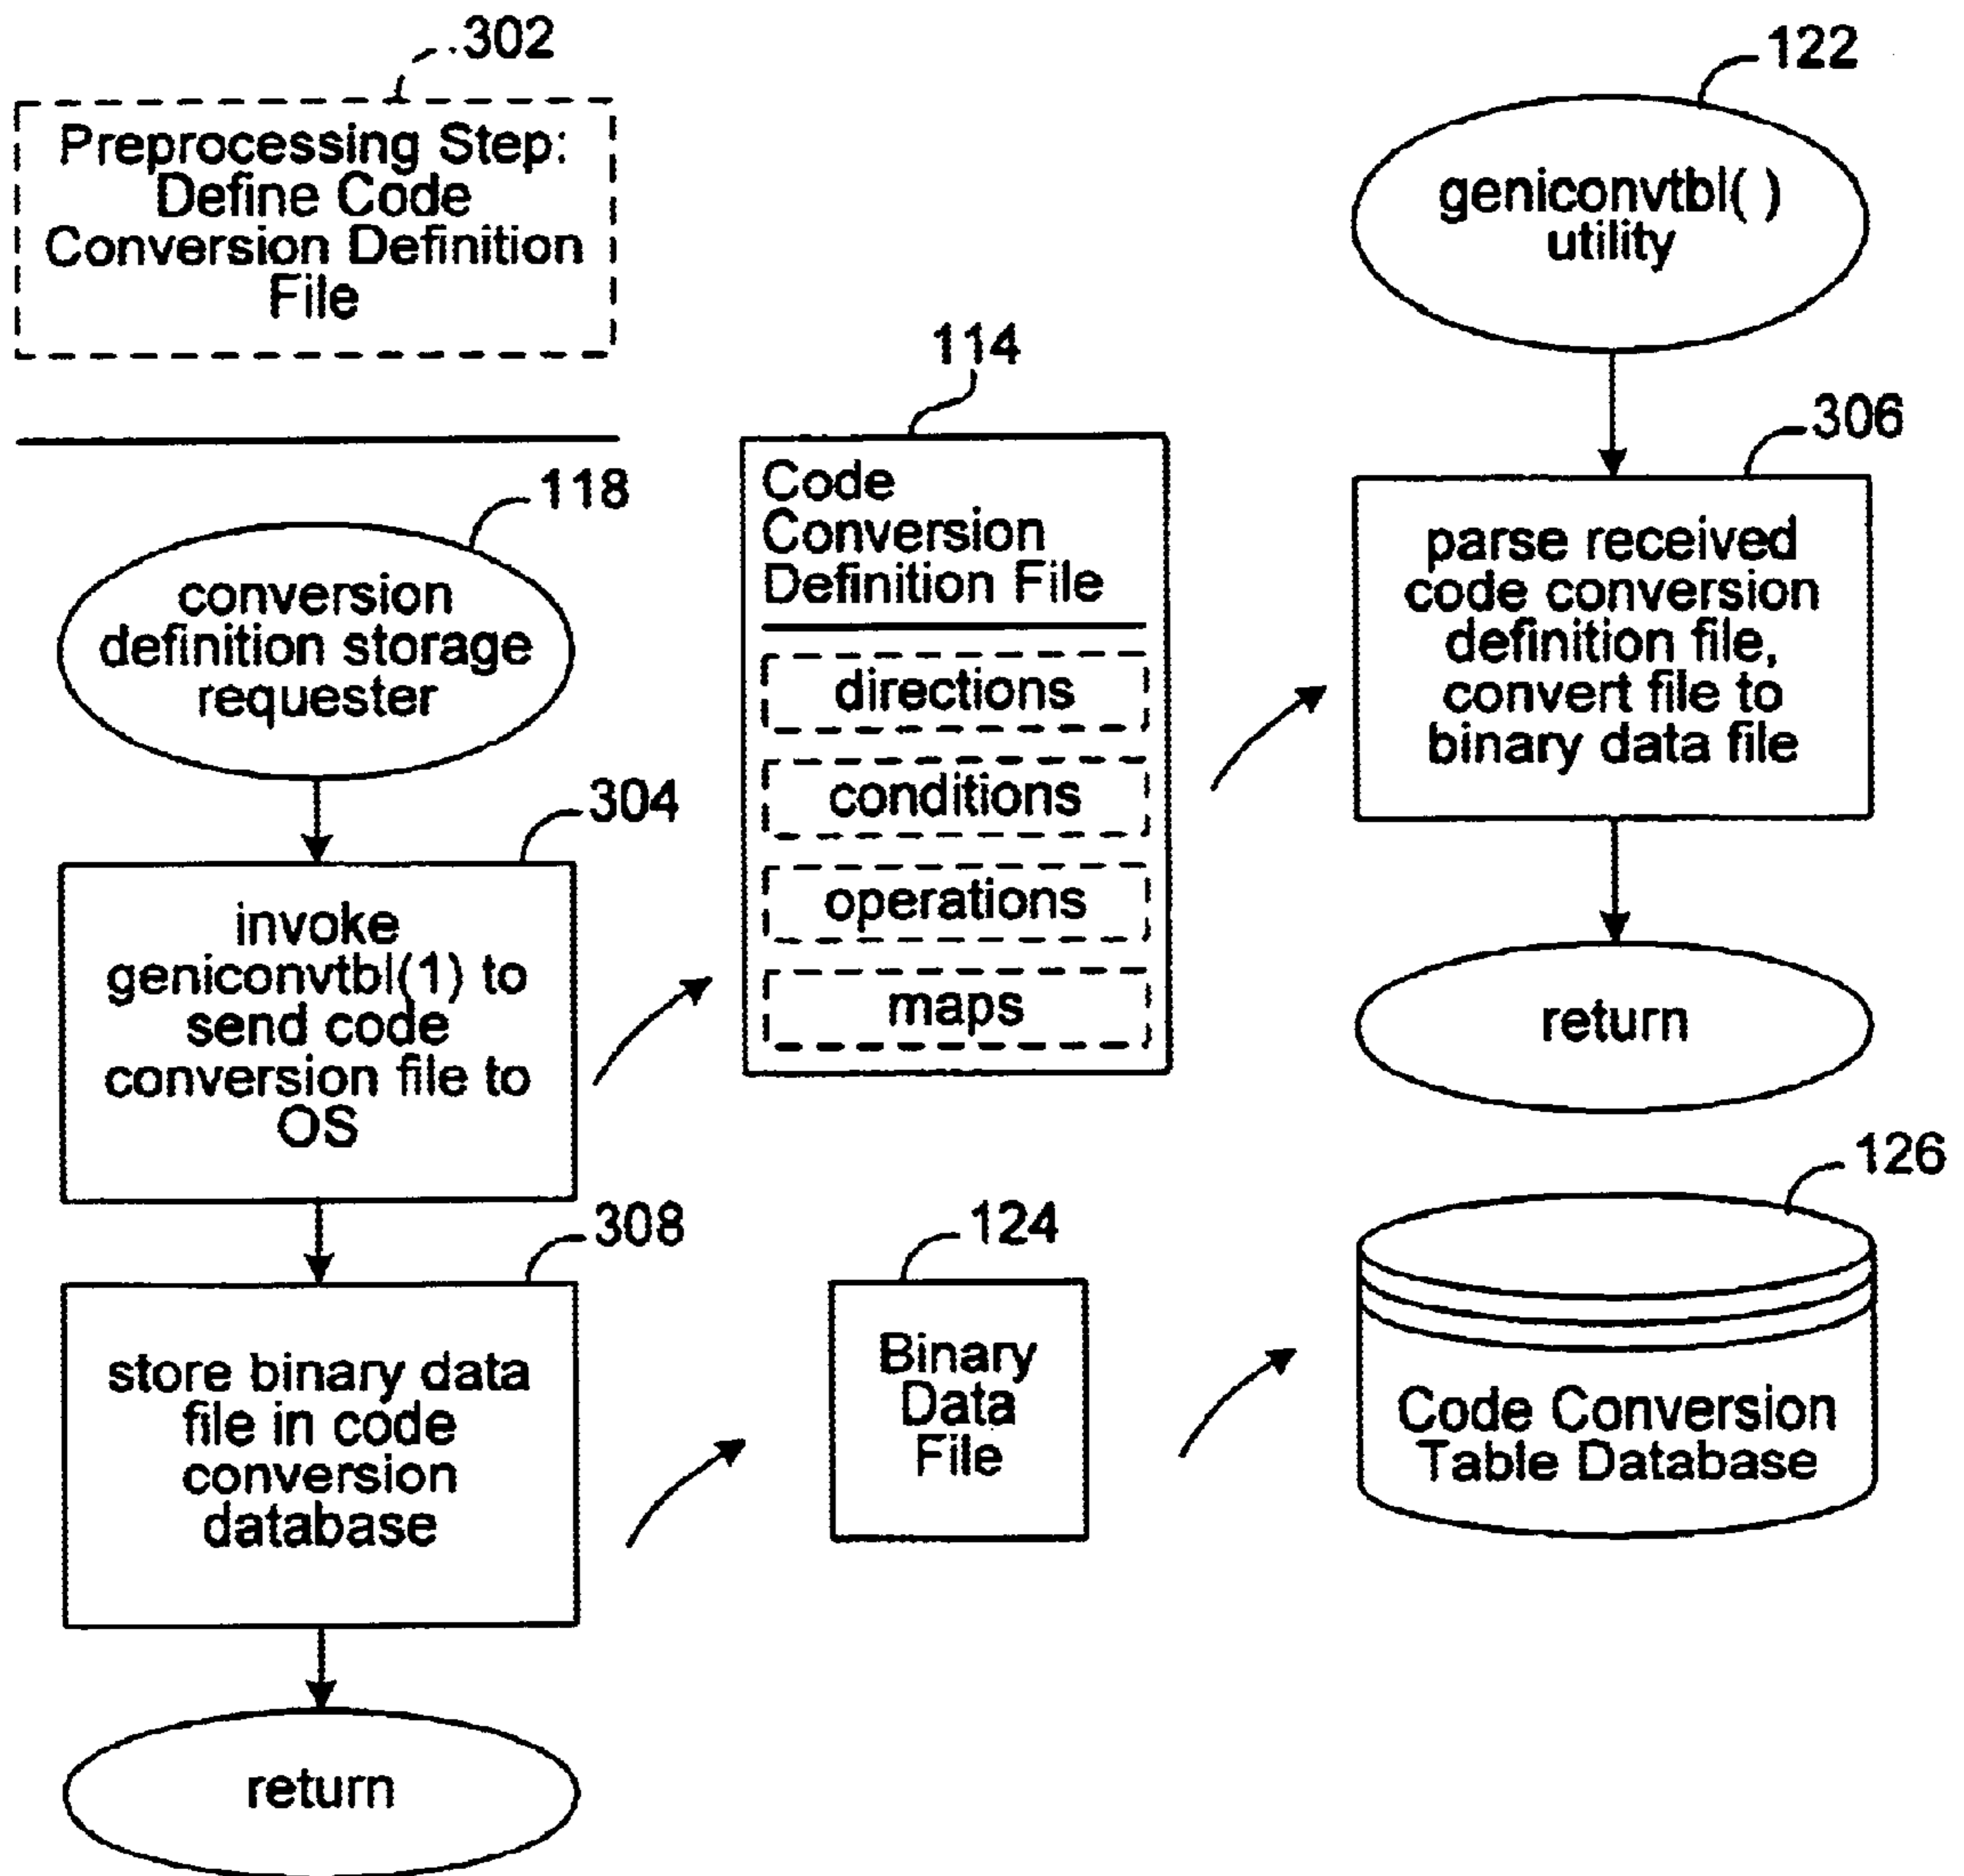 302
Preprocessing Step:
Define Code
Conversion Definition
File
118
conversion
definition storage
requester
304
invoke
geniconvtbl(1) to
send code
conversion file to
OS
308
store binary data
file in code
conversion
database
return
114
Code
Conversion
Definition File
directions
conditions
operations
maps
124
Binary
Data
File
122
geniconvtbl( )
utility
306
parse received
code conversion
definition file,
convert file to
binary data file
return
126
Code Conversion
Table Database